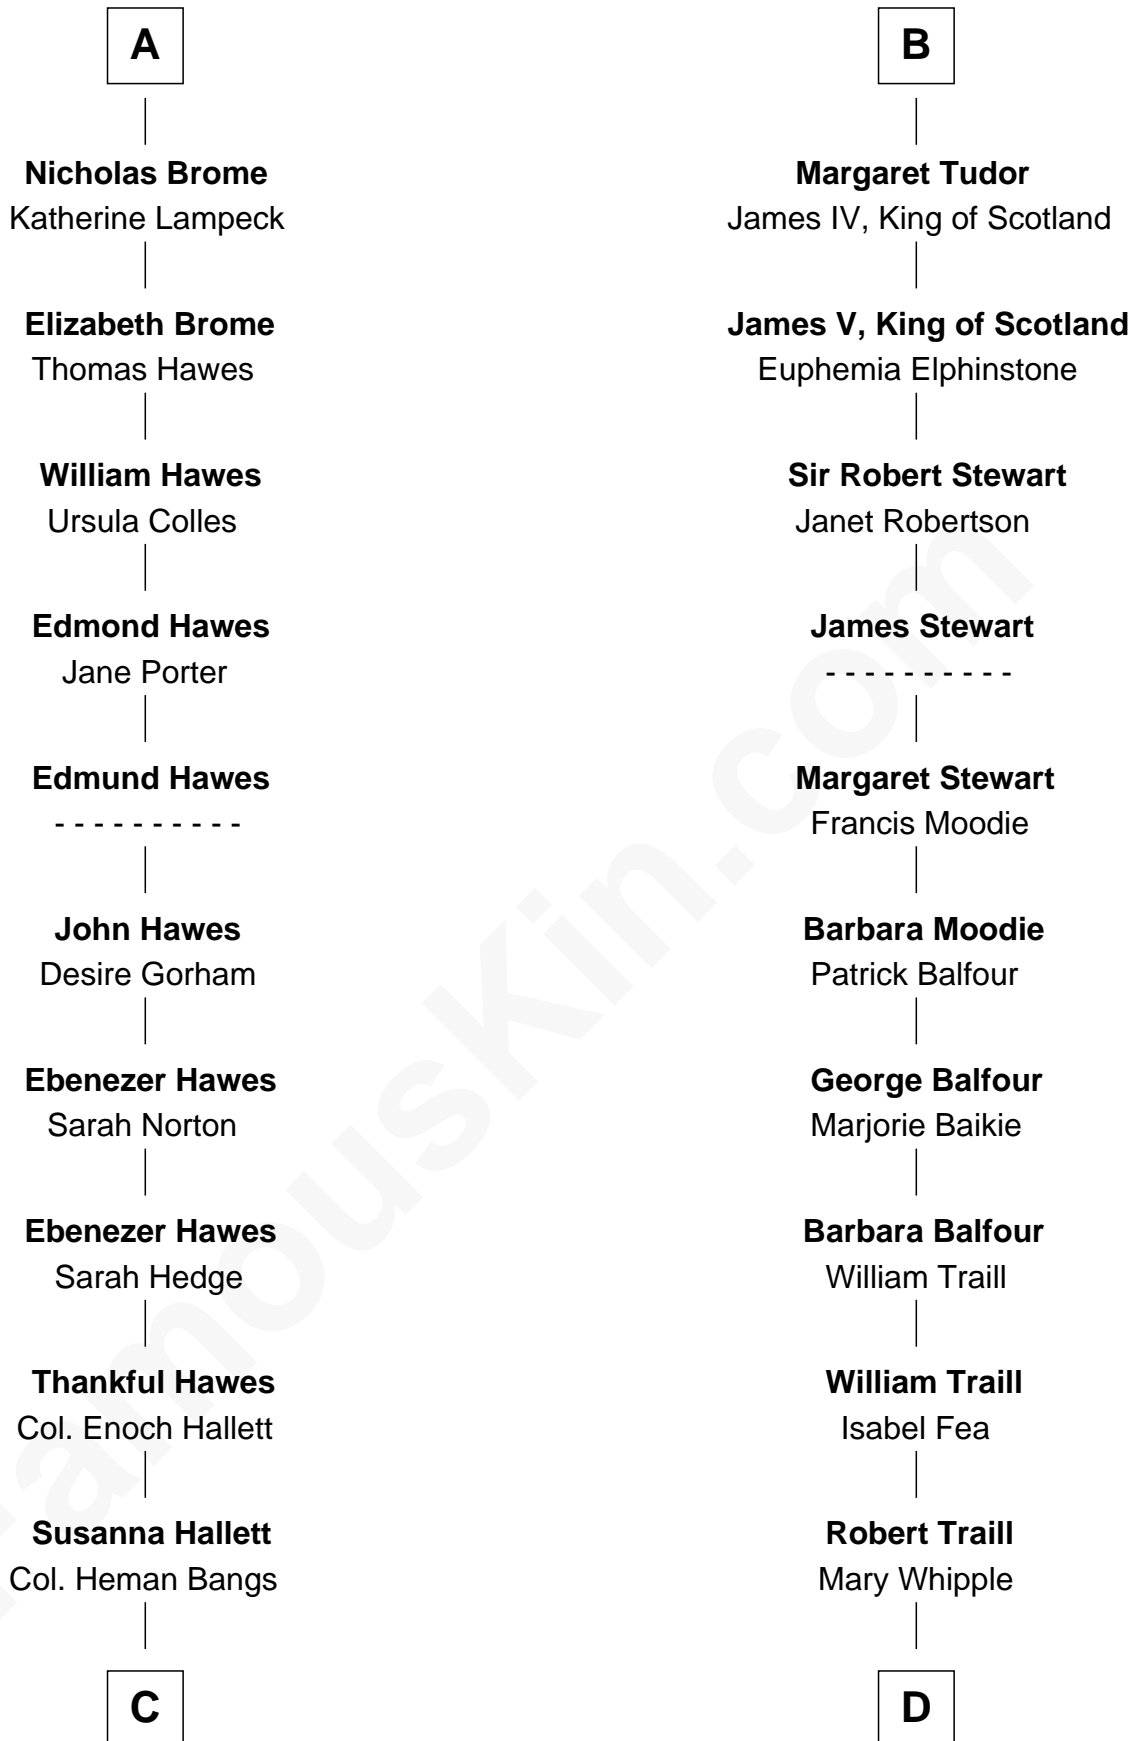 A
Nicholas Brome
Katherine Lampeck
Elizabeth Brome
Thomas Hawes
William Hawes
Ursula Colles
Edmond Hawes
Jane Porter
Edmund Hawes
- - - - - - - - - -
John Hawes
Desire Gorham
Ebenezer Hawes
Sarah Norton
Ebenezer Hawes
Sarah Hedge
Thankful Hawes
Col. Enoch Hallett
Susanna Hallett
Col. Heman Bangs
C
B
Margaret Tudor
James IV, King of Scotland
James V, King of Scotland
Euphemia Elphinstone
Sir Robert Stewart
Janet Robertson
James Stewart
- - - - - - - - - -
Margaret Stewart
Francis Moodie
Barbara Moodie
Patrick Balfour
George Balfour
Marjorie Baikie
Barbara Balfour
William Traill
William Traill
Isabel Fea
Robert Traill
Mary Whipple
D
FamousKin.com